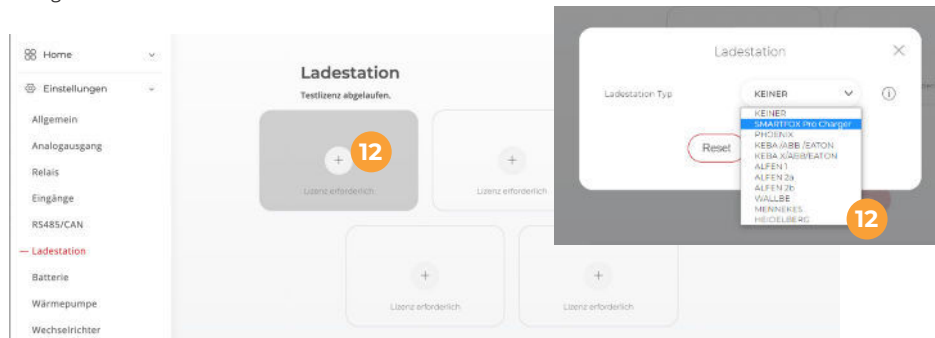 Home
Einstellungen
Allgemein
Analogausgang
Relais
Eingänge
RS485/CAN
Ladestation
Batterie
Wärmepumpe
Wechselrichter
Ladestation
Testlizenz abgelaufen.
12
Lizenz erforderlich
Lizenz erforderlich
Lizenz erforderlich
Lizenz erforderlich
Ladestation
Ladestation Typ
KEINER
KEINER
SMARTFOX Pro Charger
PHOENIX
KEBA /ABB /EATON
KEBA X/ABB/EATON
ALFEN 1
ALFEN 2a
ALFEN 2b
WALLBE
MENNEKES
HEIDELBERG
Reset
12